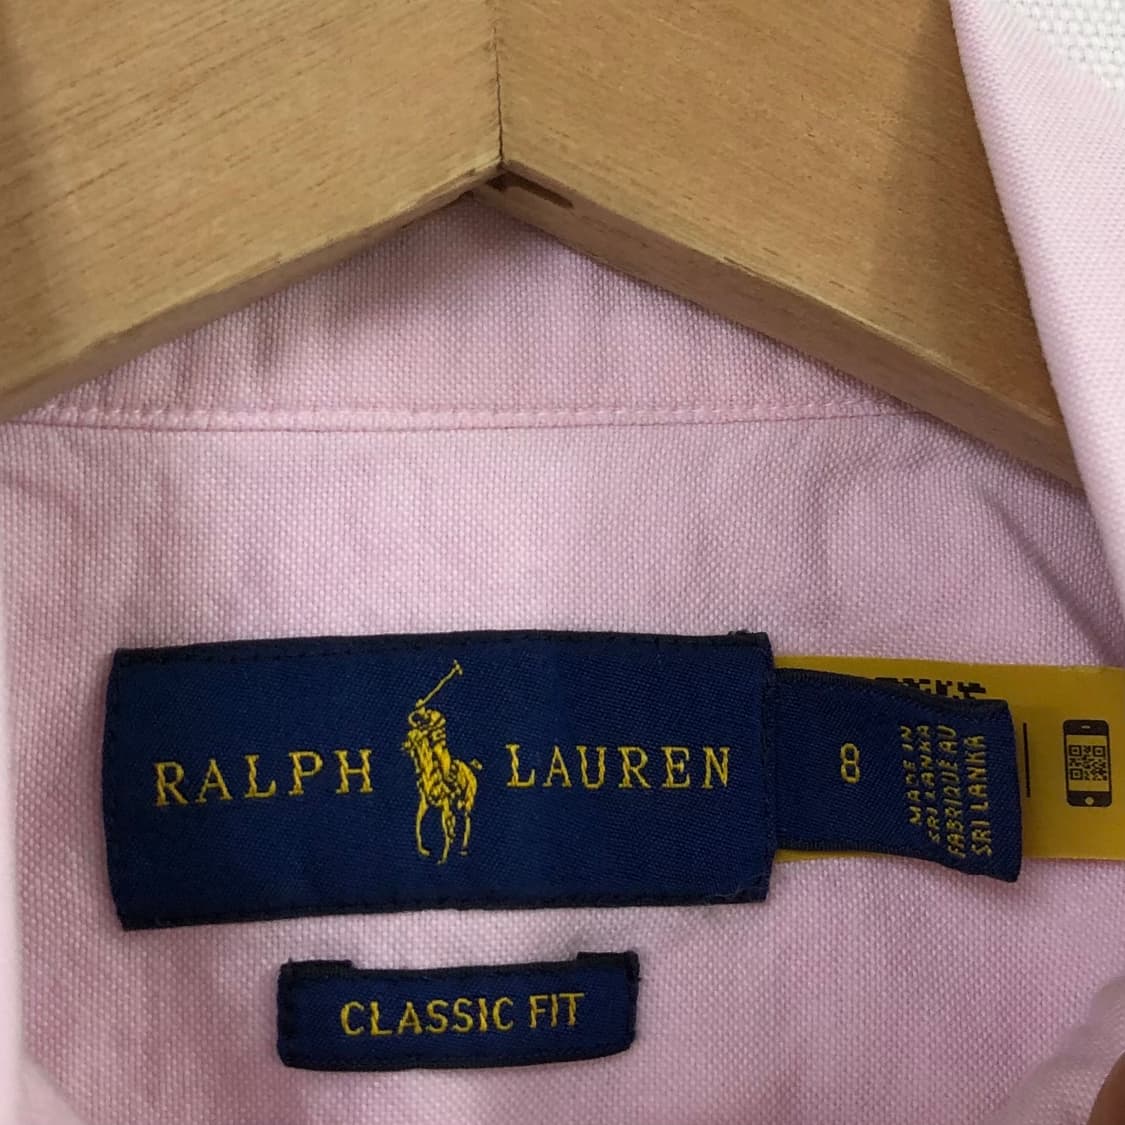 RALPH LAUREN
8
MADE IN
SRI LANKA
FABRIQUE AU
SRI LANKA
CLASSIC FIT